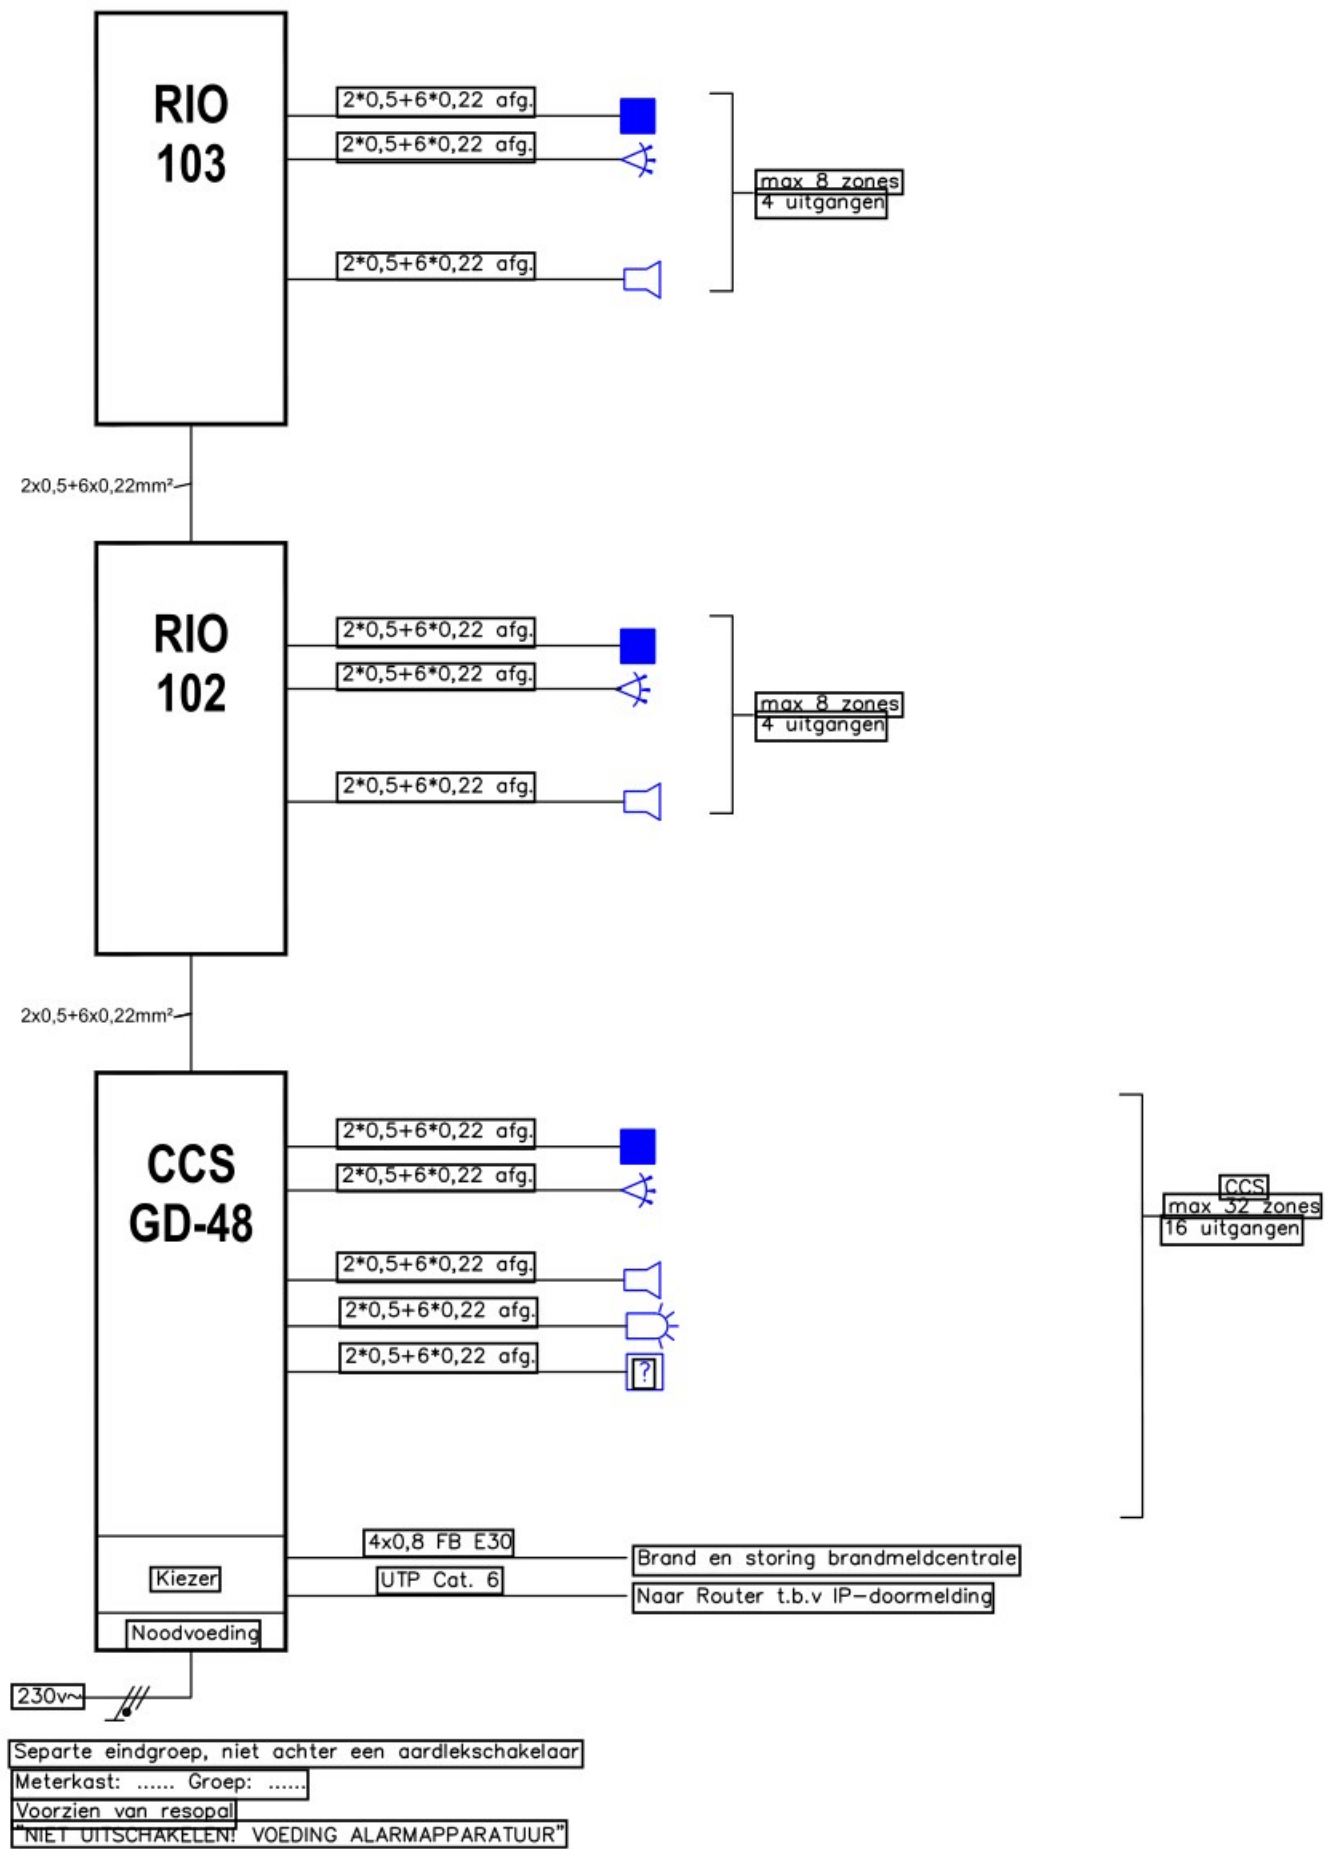 RIO
103
2*0,5+6*0,22 afg.
2*0,5+6*0,22 afg.
max 8 zones
4 uitgangen
2*0,5+6*0,22 afg.
2x0,5+6x0,22mm²
RIO
102
2*0,5+6*0,22 afg.
2*0,5+6*0,22 afg.
max 8 zones
4 uitgangen
2*0,5+6*0,22 afg.
2x0,5+6x0,22mm²
CCS
GD-48
2*0,5+6*0,22 afg.
2*0,5+6*0,22 afg.
CCS
max 32 zones
16 uitgangen
2*0,5+6*0,22 afg.
2*0,5+6*0,22 afg.
2*0,5+6*0,22 afg.
?
4x0,8 FB E30
Brand en storing brandmeldcentrale
Kiezer
UTP Cat. 6
Naar Router t.b.v IP-doormelding
Noodvoeding
230v~
Separte eindgroep, niet achter een aardlekschakelaar
Meterkast: ...... Groep: ......
Voorzien van resopal
"NIET UITSCHAKELEN! VOEDING ALARMAPPARATUUR"